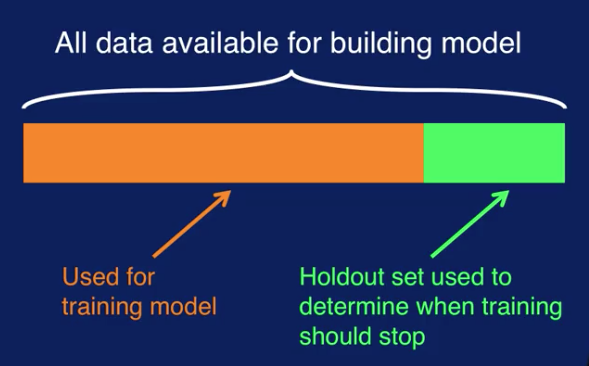 All data available for building model
Used for
training model
Holdout set used to
determine when training
should stop